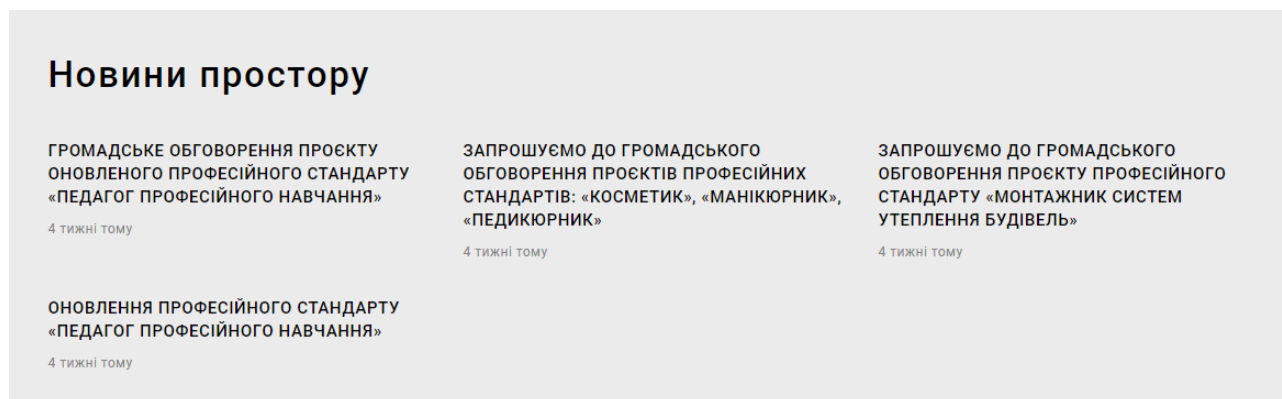 Новини простору
ГРОМАДСЬКЕ ОБГОВОРЕННЯ ПРОЄКТУ
ОНОВЛЕНОГО ПРОФЕСІЙНОГО СТАНДАРТУ
«ПЕДАГОГ ПРОФЕСІЙНОГО НАВЧАННЯ»
4 тижні тому
ЗАПРОШУЄМО ДО ГРОМАДСЬКОГО
ОБГОВОРЕННЯ ПРОЄКТІВ ПРОФЕСІЙНИХ
СТАНДАРТІВ: «КОСМЕТИК», «МАНІКЮРНИК»,
«ПЕДИКЮРНИК»
4 тижні тому
ЗАПРОШУЄМО ДО ГРОМАДСЬКОГО
ОБГОВОРЕННЯ ПРОЄКТУ ПРОФЕСІЙНОГО
СТАНДАРТУ «МОНТАЖНИК СИСТЕМ
УТЕПЛЕННЯ БУДІВЕЛЬ»
4 тижні тому
ОНОВЛЕННЯ ПРОФЕСІЙНОГО СТАНДАРТУ
«ПЕДАГОГ ПРОФЕСІЙНОГО НАВЧАННЯ»
4 тижні тому